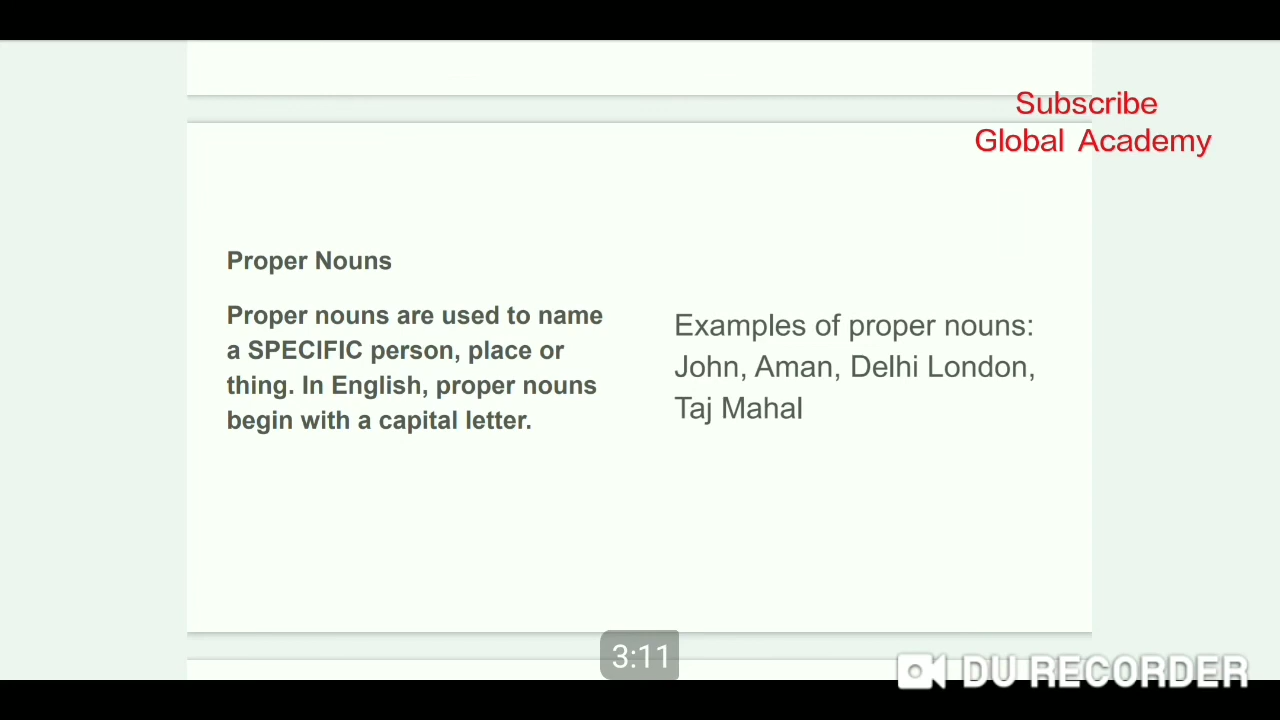 Subscribe
Global Academy
Proper Nouns
Proper nouns are used to name
a SPECIFIC person, place or
thing. In English, proper nouns
begin with a capital letter.
Examples of proper nouns:
John, Aman, Delhi London,
Taj Mahal
3:11
DU RECORDER